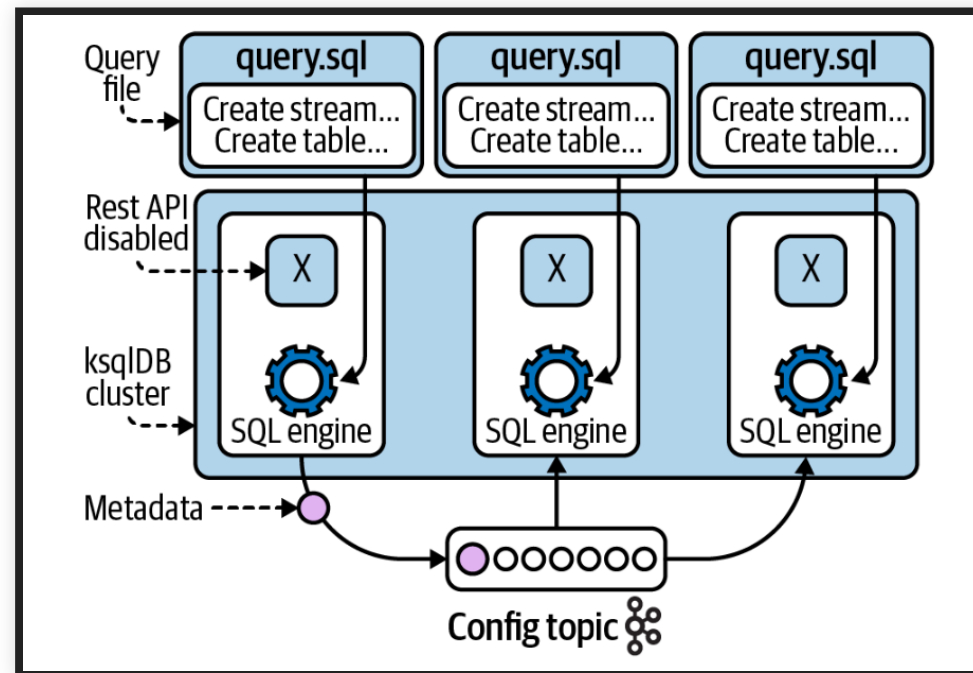 Query
file
query.sql
Create stream...
Create table...
query.sql
Create stream...
Create table...
query.sql
Create stream...
Create table...
Rest API
disabled
X
X
X
ksqlDB
cluster
SQL engine
SQL engine
SQL engine
Metadata
Config topic